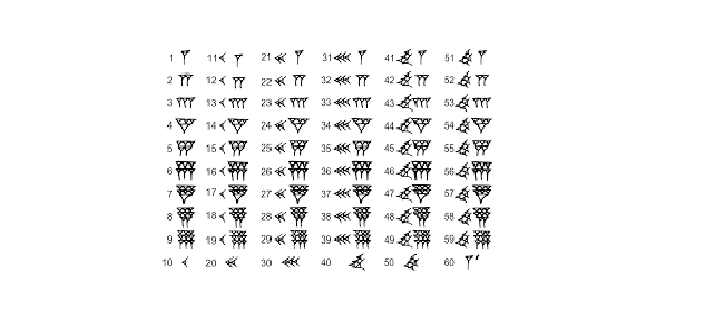 1 𒁹 11 𒌋𒁹 21 𒎙𒁹 31 𒌍𒁹 41 𒐏𒁹 51 𒐐𒁹
2 𒈫 12 𒌋𒈫 22 𒎙𒈫 32 𒌍𒈫 42 𒐏𒈫 52 𒐐𒈫
3 𒐈 13 𒌋𒐈 23 𒎙𒐈 33 𒌍𒐈 43 𒐏𒐈 53 𒐐𒐈
4 𒐉 14 𒌋𒐉 24 𒎙𒐉 34 𒌍𒐉 44 𒐏𒐉 54 𒐐𒐉
5 𒐊 15 𒌋𒐊 25 𒎙𒐊 35 𒌍𒐊 45 𒐏𒐊 55 𒐐𒐊
6 𒐋 16 𒌋𒐋 26 𒎙𒐋 36 𒌍𒐋 46 𒐏𒐋 56 𒐐𒐋
7 𒐌 17 𒌋𒐌 27 𒎙𒐌 37 𒌍𒐌 47 𒐏𒐌 57 𒐐𒐌
8 𒐍 18 𒌋𒐍 28 𒎙𒐍 38 𒌍𒐍 48 𒐏𒐍 58 𒐐𒐍
9 𒐎 19 𒌋𒐎 29 𒎙𒐎 39 𒌍𒐎 49 𒐏𒐎 59 𒐐𒐎
10 𒌋 20 𒎙 30 𒌍 40 𒐏 50 𒐐 60 𒁹